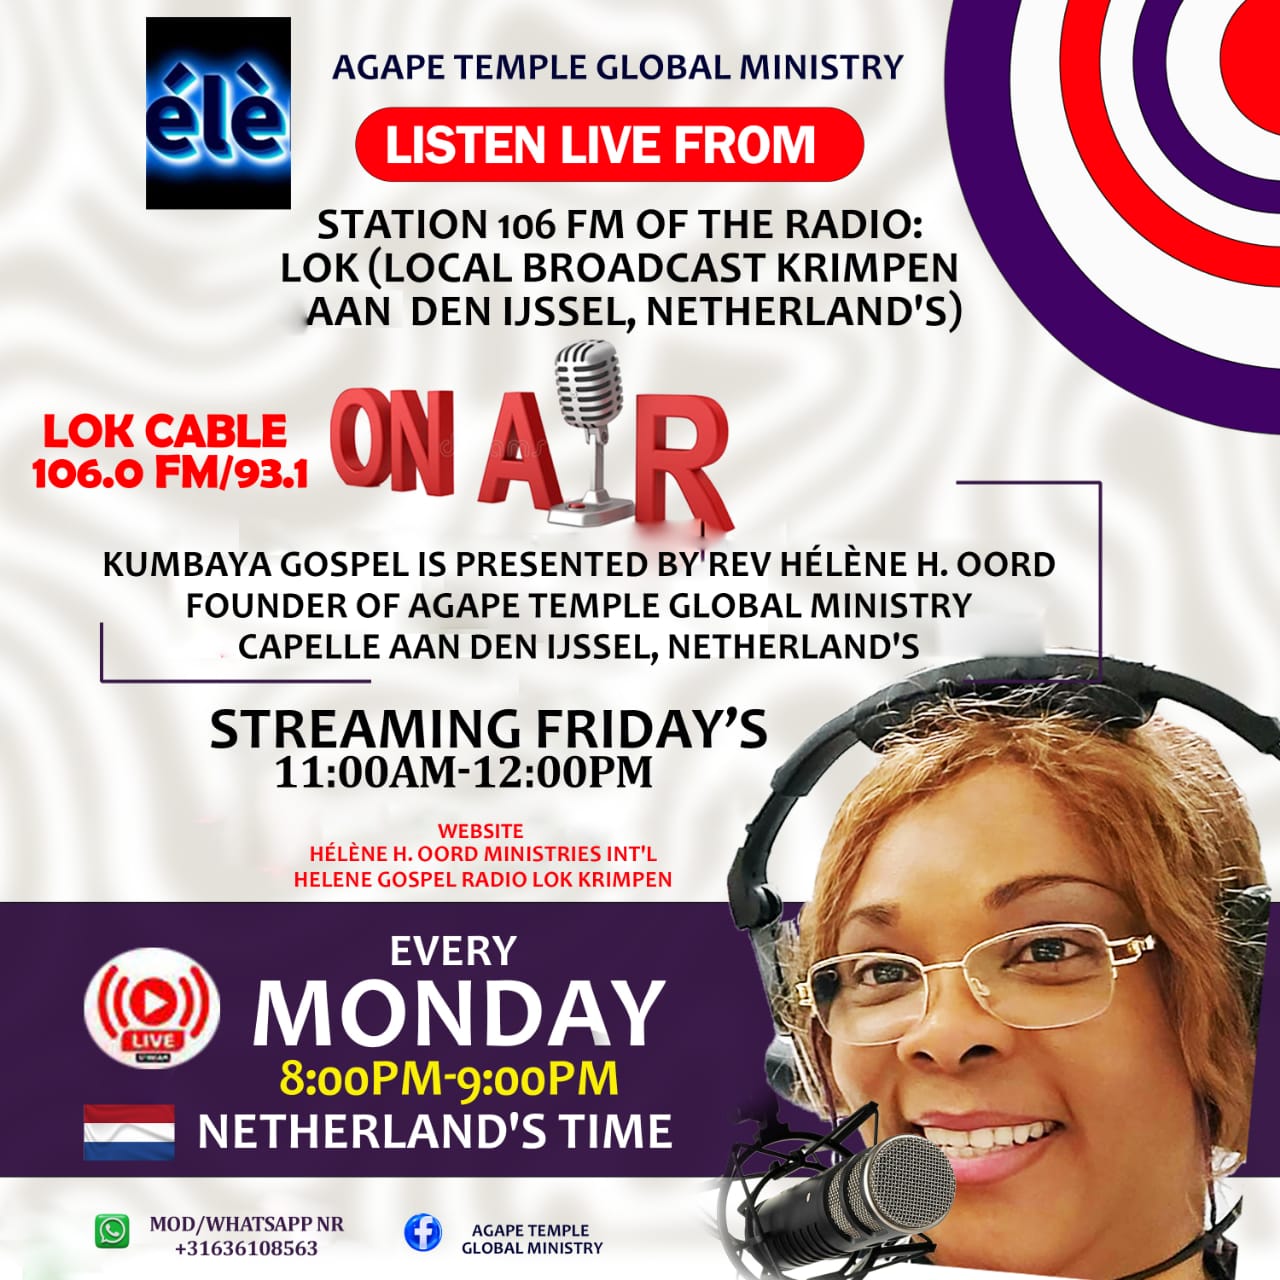 élè
AGAPE TEMPLE GLOBAL MINISTRY
LISTEN LIVE FROM
STATION 106 FM OF THE RADIO:
LOK (LOCAL BROADCAST KRIMPEN
AAN DEN IJSSEL, NETHERLAND'S)
ON AIR
LOK CABLE
106.0 FM/93.1
KUMBAYA GOSPEL IS PRESENTED BY REV HÉLÈNE H. OORD
FOUNDER OF AGAPE TEMPLE GLOBAL MINISTRY
CAPELLE AAN DEN IJSSEL, NETHERLAND'S
STREAMING FRIDAY’S
11:00AM-12:00PM
WEBSITE
HÉLÈNE H. OORD MINISTRIES INT'L
HELENE GOSPEL RADIO LOK KRIMPEN
EVERY
MONDAY
8:00PM-9:00PM
NETHERLAND'S TIME
LIVE
STREAM
MOD/WHATSAPP NR
+31636108563
AGAPE TEMPLE
GLOBAL MINISTRY